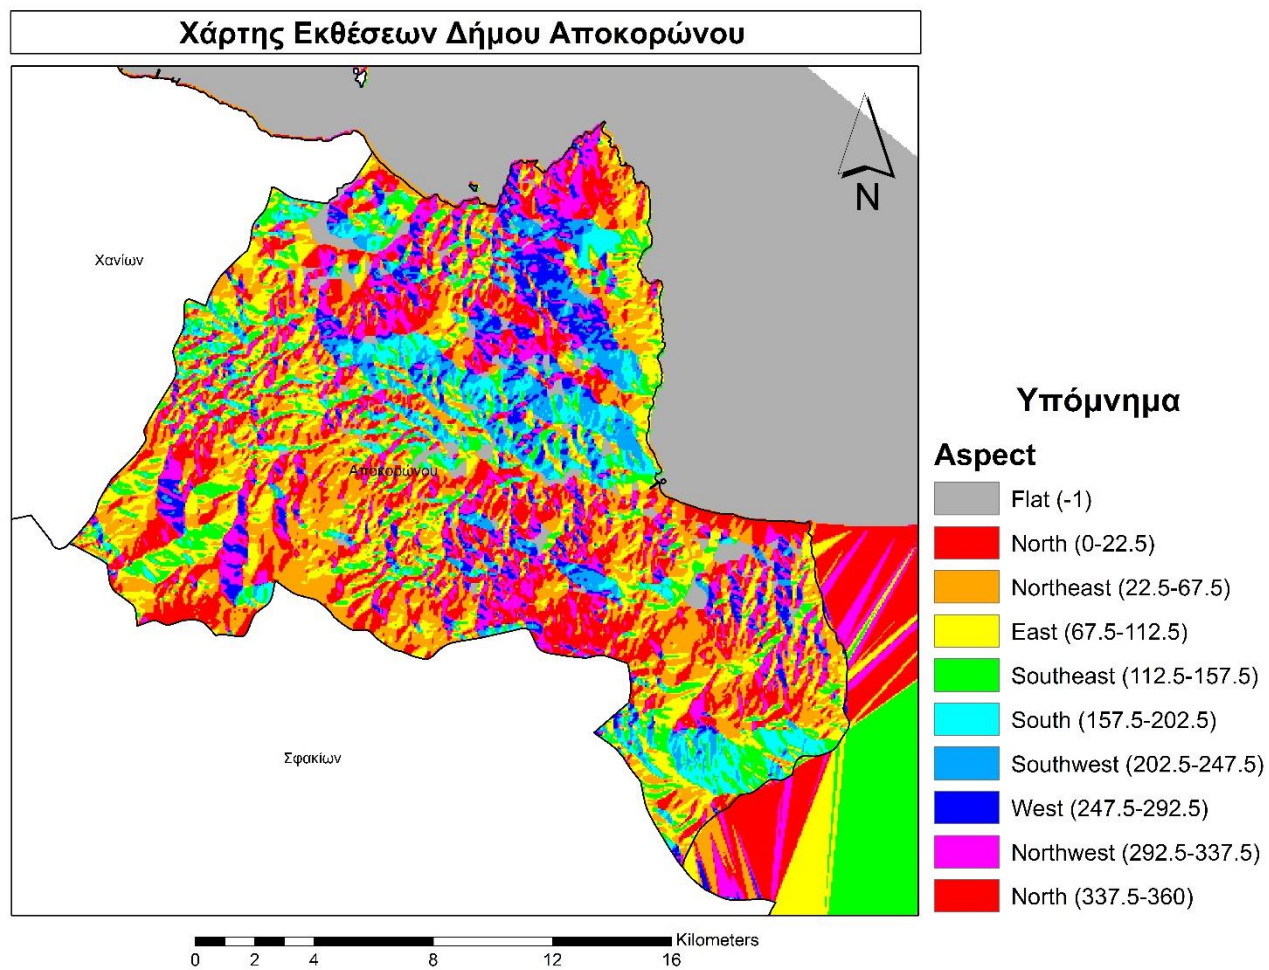 Χάρτης Εκθέσεων Δήμου Αποκορώνου
N
Χανίων
Αποκορώνου
Σφακίων
Υπόμνημα
Aspect
Flat (-1)
North (0-22.5)
Northeast (22.5-67.5)
East (67.5-112.5)
Southeast (112.5-157.5)
South (157.5-202.5)
Southwest (202.5-247.5)
West (247.5-292.5)
Northwest (292.5-337.5)
North (337.5-360)
Kilometers
0 2 4 8 12 16